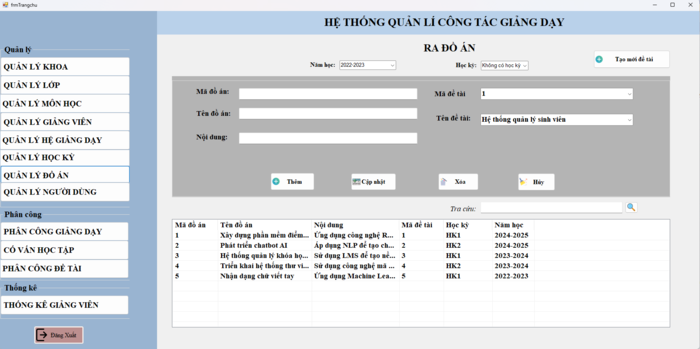 frmTrangchu
HỆ THỐNG QUẢN LÍ CÔNG TÁC GIẢNG DẠY
Quản lý
QUẢN LÝ KHOA
QUẢN LÝ LỚP
QUẢN LÝ MÔN HỌC
QUẢN LÝ GIẢNG VIÊN
QUẢN LÝ HỆ GIẢNG DẠY
QUẢN LÝ HỌC KỲ
QUẢN LÝ ĐỒ ÁN
QUẢN LÝ NGƯỜI DÙNG
Phân công
PHÂN CÔNG GIẢNG DẠY
CỐ VẤN HỌC TẬP
PHÂN CÔNG ĐỀ TÀI
Thống kê
THỐNG KÊ GIẢNG VIÊN
Đăng Xuất
RA ĐỒ ÁN
Năm học: 2022-2023 Học kỳ: Không có học kỳ
Tạo mới đề tài
Mã đồ án: Mã đề tài 1
Tên đồ án: Tên đề tài: Hệ thống quản lý sinh viên
Nội dung:
Thêm Cập nhật Xóa Hủy
Tra cứu:
Mã đồ án Tên đồ án Nội dung Mã đề tài Học kỳ Năm học
1 Xây dựng phần mềm điểm... Ứng dụng công nghệ R... 1 HK1 2024-2025
2 Phát triển chatbot AI Áp dụng NLP để tạo ch... 2 HK2 2024-2025
3 Hệ thống quản lý khóa họ... Sử dụng LMS để tạo nề... 3 HK1 2023-2024
4 Triển khai hệ thống thư vi... Sử dụng công nghệ mã ... 4 HK2 2023-2024
5 Nhận dạng chữ viết tay Ứng dụng Machine Lea... 5 HK1 2022-2023